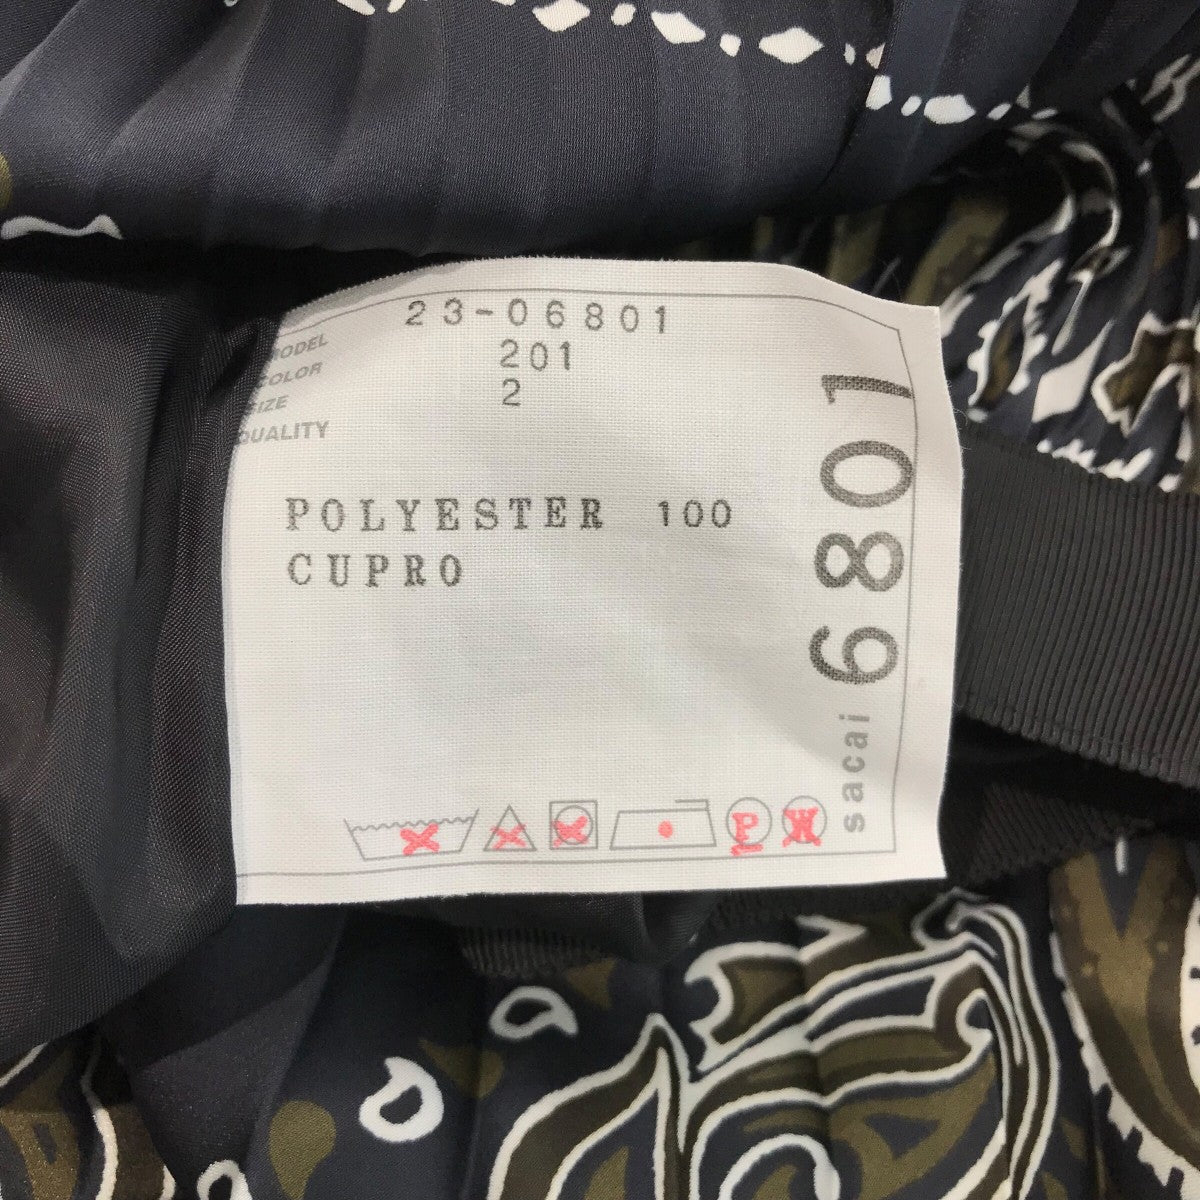 23-06801
MODEL
201
COLOR
2
SIZE
QUALITY
POLYESTER 100
CUPRO
sacai 6801
P
W